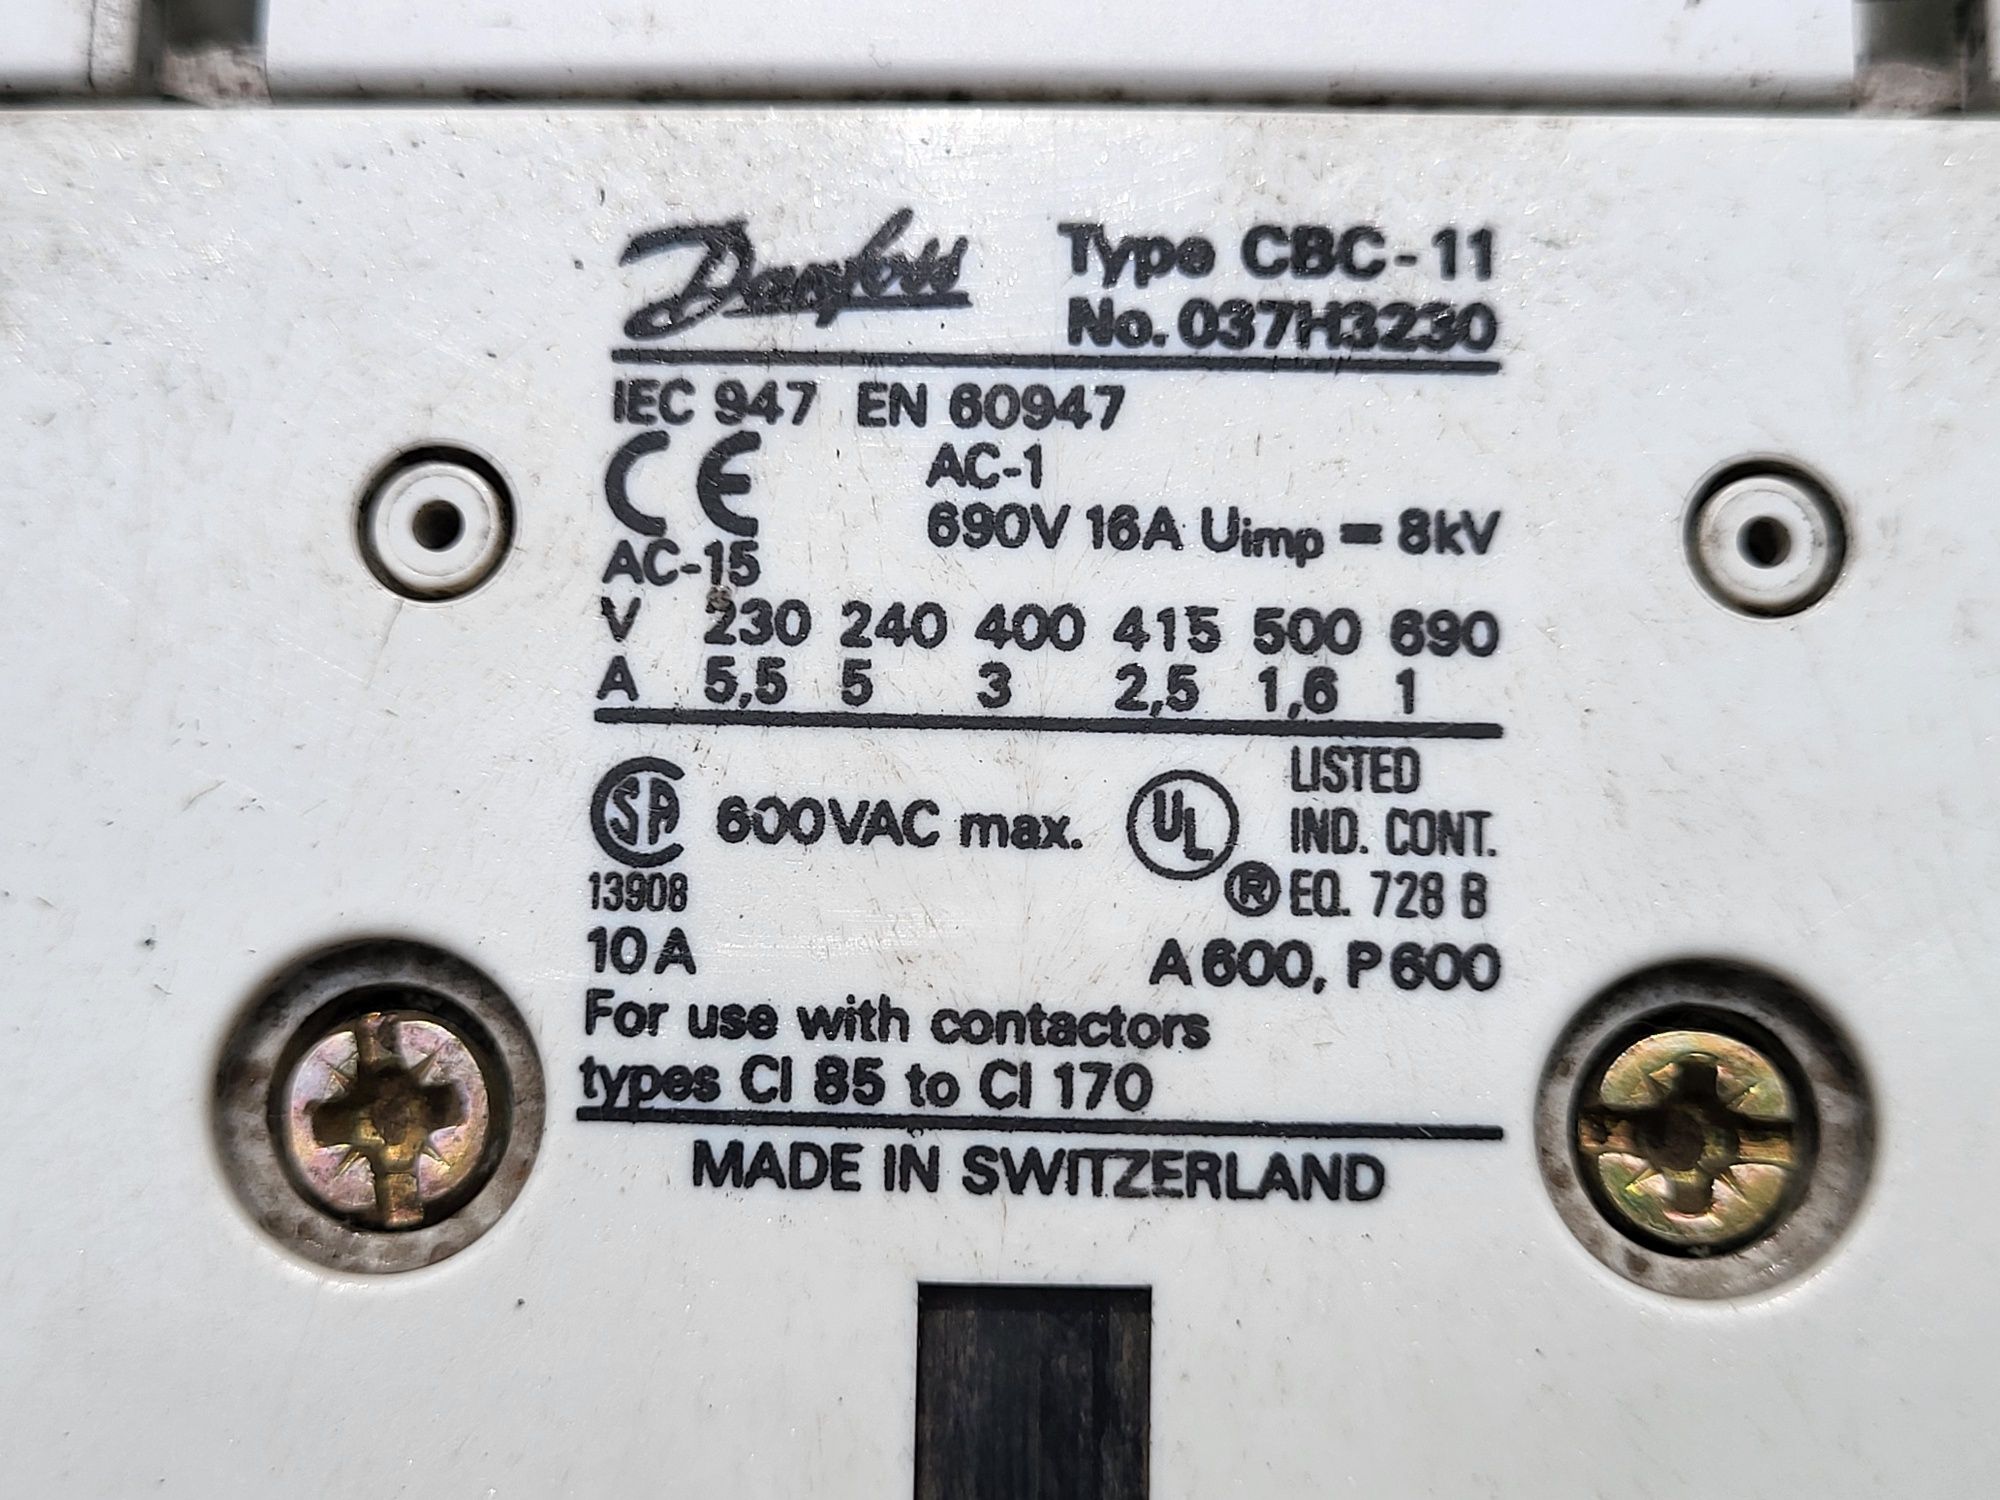 Danfoss Type CBC-11
No. 037H3230
IEC 947 EN 60947
CE AC-1
690V 16A Uimp = 8kV
AC-15
V 230 240 400 415 500 690
A 5,5 5 3 2,5 1,6 1
SA 600VAC max. UL LISTED
IND. CONT.
13908 ® EQ. 728 B
10A A600, P600
For use with contactors
types CI 85 to CI 170
MADE IN SWITZERLAND